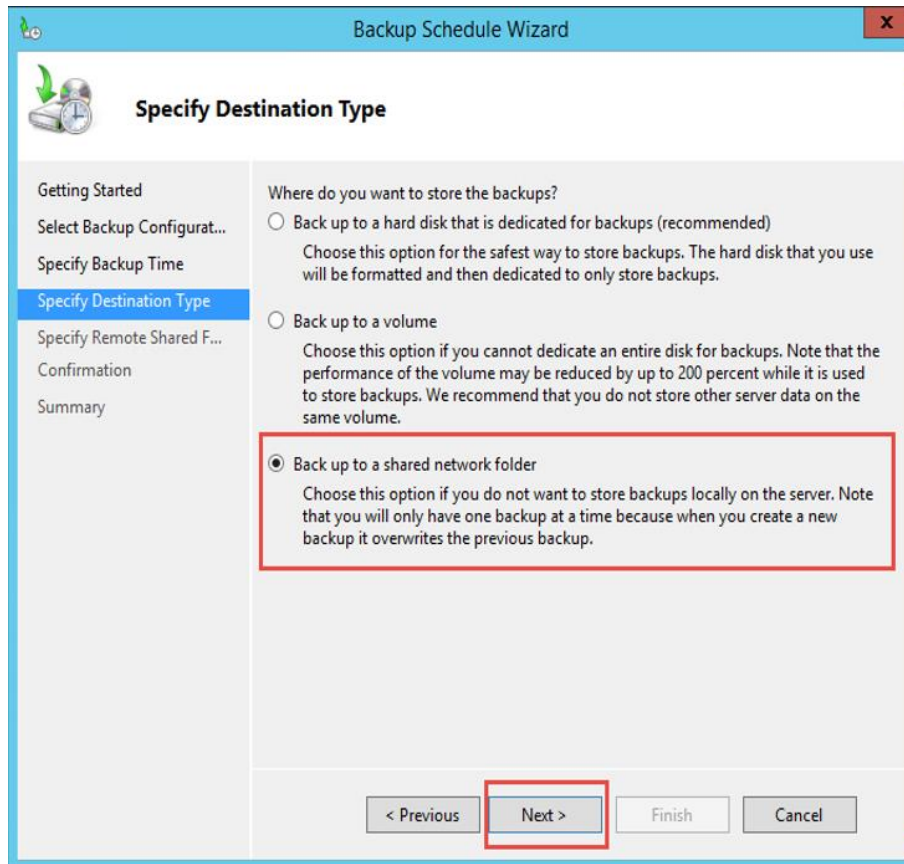 Backup Schedule Wizard
x
Specify Destination Type
Getting Started
Select Backup Configurat...
Specify Backup Time
Specify Destination Type
Specify Remote Shared F...
Confirmation
Summary
Where do you want to store the backups?
Back up to a hard disk that is dedicated for backups (recommended)
Choose this option for the safest way to store backups. The hard disk that you use
will be formatted and then dedicated to only store backups.
Back up to a volume
Choose this option if you cannot dedicate an entire disk for backups. Note that the
performance of the volume may be reduced by up to 200 percent while it is used
to store backups. We recommend that you do not store other server data on the
same volume.
Back up to a shared network folder
Choose this option if you do not want to store backups locally on the server. Note
that you will only have one backup at a time because when you create a new
backup it overwrites the previous backup.
< Previous
Next >
Finish
Cancel